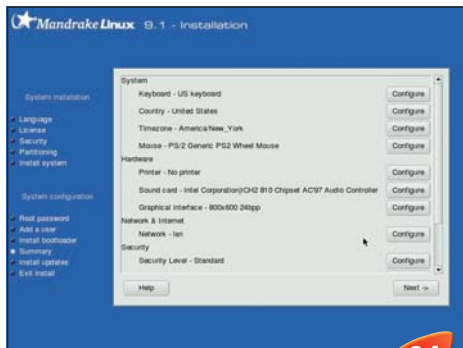 MandrakeLinux 9.1 - Installation
System installation
Language
License
Security
Partitioning
Install system
System configuration
Root password
Add a user
Install bootloader
Summary
Install updates
Exit install
System
Keyboard - US keyboard Configure
Country - United States Configure
Timezone - America/New_York Configure
Mouse - PS/2 Generic PS2 Wheel Mouse Configure
Hardware
Printer - No printer Configure
Sound card - Intel Corporation|ICH2 810 Chipset AC'97 Audio Controller Configure
Graphical interface - 800x600 24bpp Configure
Network & Internet
Network - lan Configure
Security
Security Level - Standard Configure
Help
Next ->